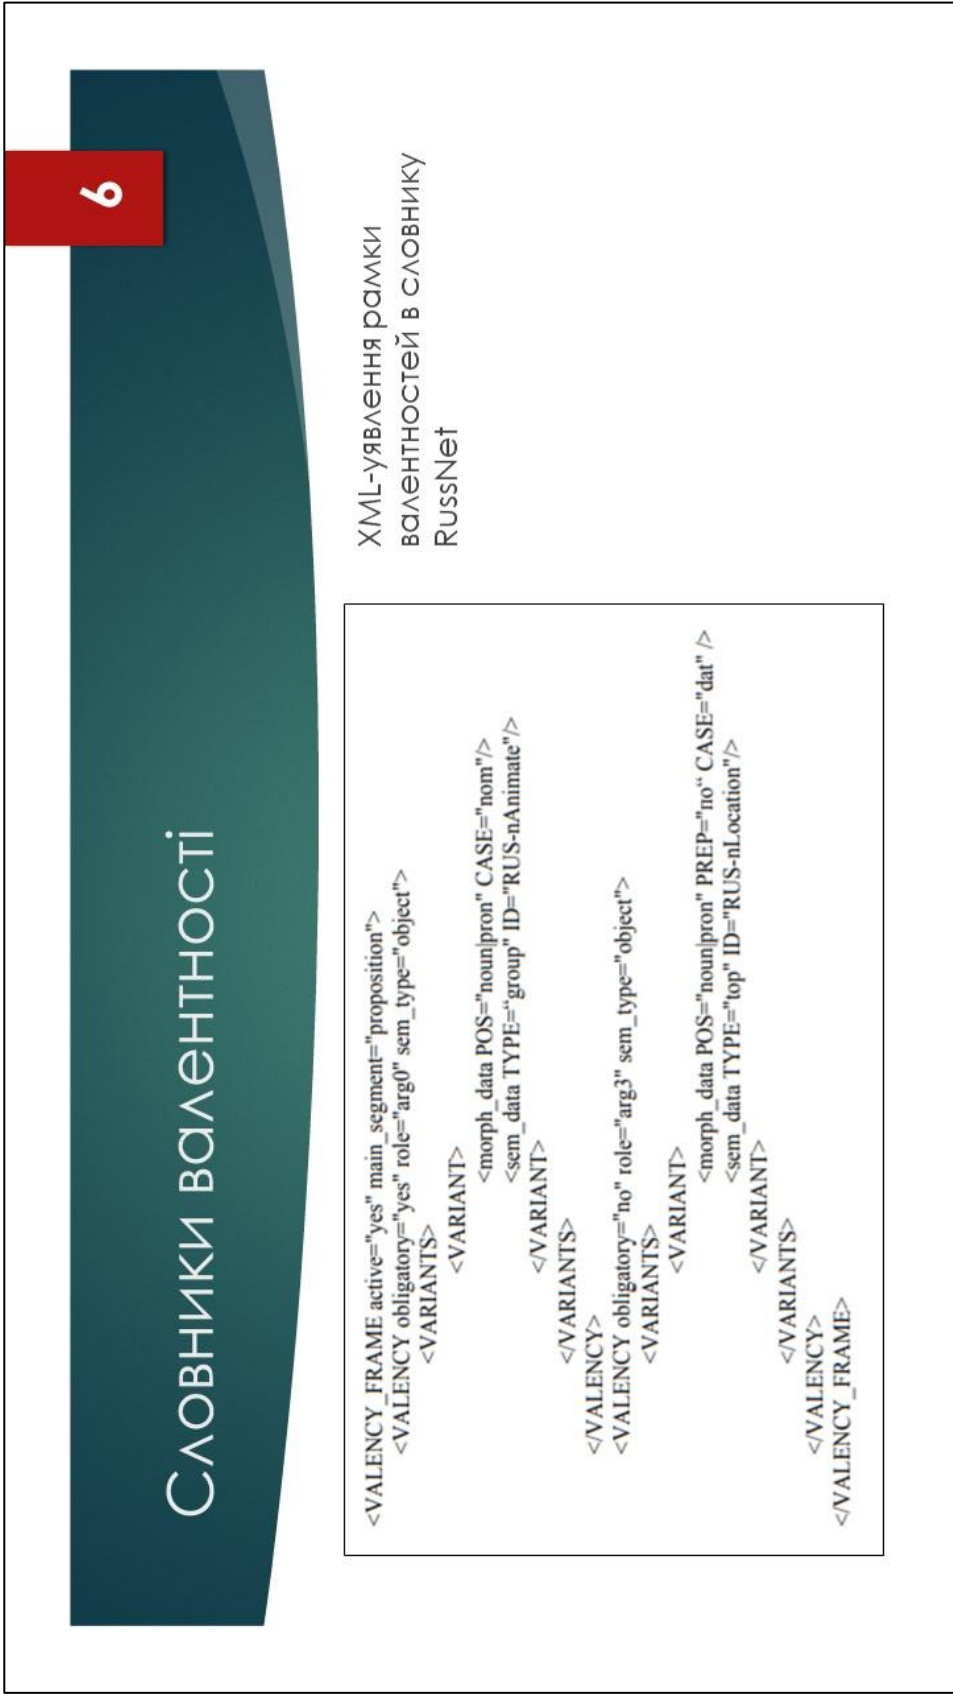 6
Словники валентності
<VALENCY_FRAME active="yes" main_segment="proposition">
<VALENCY obligatory="yes" role="arg0" sem_type="object">
<VARIANTS>
<VARIANT>
<morph_data POS="noun|pron" CASE="nom"/>
<sem_data TYPE=“group" ID="RUS-nAnimate"/>
</VARIANT>
</VARIANTS>
</VALENCY>
<VALENCY obligatory="no" role="arg3" sem_type="object">
<VARIANTS>
<VARIANT>
<morph_data POS="noun|pron" PREP="no“ CASE="dat" />
<sem_data TYPE="top" ID="RUS-nLocation"/>
</VARIANT>
</VARIANTS>
</VALENCY>
</VALENCY_FRAME>
XML-уявлення рамки
валентностей в словнику
RussNet